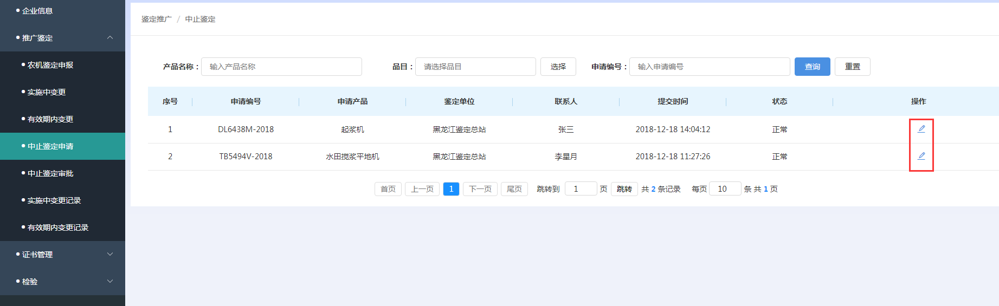 企业信息
推广鉴定
农机鉴定申报
实施中变更
有效期内变更
中止鉴定申请
中止鉴定审批
实施中变更记录
有效期内变更记录
证书管理
检验
鉴定推广 / 中止鉴定
产品名称： 输入产品名称 品目： 请选择品目 选择 申请编号： 输入申请编号 查询 重置
序号 申请编号 申请产品 鉴定单位 联系人 提交时间 状态 操作
1 DL6438M-2018 起浆机 黑龙江鉴定总站 张三 2018-12-18 14:04:12 正常
2 TB5494V-2018 水田搅浆平地机 黑龙江鉴定总站 李星月 2018-12-18 11:27:26 正常
首页 上一页 1 下一页 尾页 跳转到 1 页 跳转 共 2 条记录 每页 10 条 共 1 页